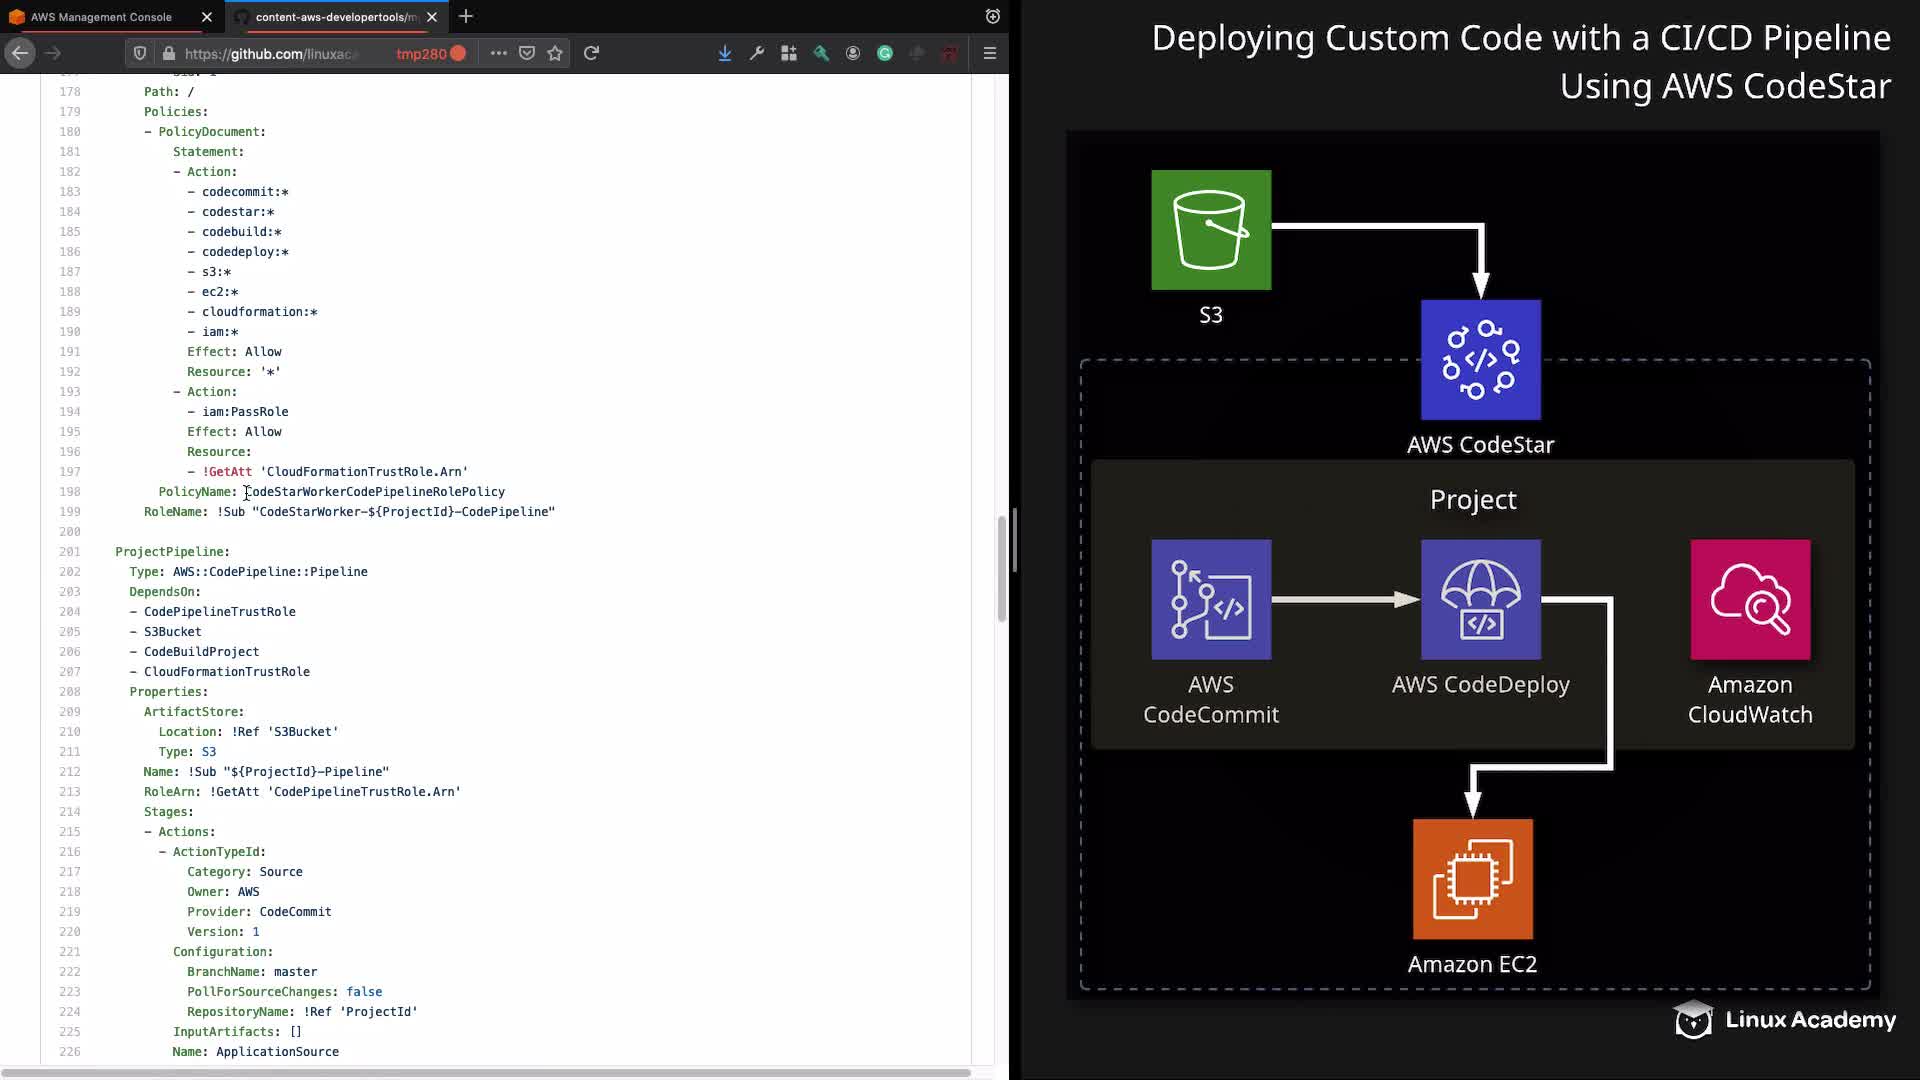 AWS Management Console
content-aws-developertools/m
https://github.com/linuxac
tmp280
178 Path: /
179 Policies:
180 - PolicyDocument:
181 Statement:
182 - Action:
183 - codecommit:*
184 - codestar:*
185 - codebuild:*
186 - codedeploy:*
187 - s3:*
188 - ec2:*
189 - cloudformation:*
190 - iam:*
191 Effect: Allow
192 Resource: '*'
193 - Action:
194 - iam:PassRole
195 Effect: Allow
196 Resource:
197 - !GetAtt 'CloudFormationTrustRole.Arn'
198 PolicyName: CodeStarWorkerCodePipelineRolePolicy
199 RoleName: !Sub "CodeStarWorker-${ProjectId}-CodePipeline"
200
201 ProjectPipeline:
202 Type: AWS::CodePipeline::Pipeline
203 DependsOn:
204 - CodePipelineTrustRole
205 - S3Bucket
206 - CodeBuildProject
207 - CloudFormationTrustRole
208 Properties:
209 ArtifactStore:
210 Location: !Ref 'S3Bucket'
211 Type: S3
212 Name: !Sub "${ProjectId}-Pipeline"
213 RoleArn: !GetAtt 'CodePipelineTrustRole.Arn'
214 Stages:
215 - Actions:
216 - ActionTypeId:
217 Category: Source
218 Owner: AWS
219 Provider: CodeCommit
220 Version: 1
221 Configuration:
222 BranchName: master
223 PollForSourceChanges: false
224 RepositoryName: !Ref 'ProjectId'
225 InputArtifacts: []
226 Name: ApplicationSource
Deploying Custom Code with a CI/CD Pipeline
Using AWS CodeStar
S3
AWS CodeStar
Project
AWS
CodeCommit
AWS CodeDeploy
Amazon
CloudWatch
Amazon EC2
Linux Academy